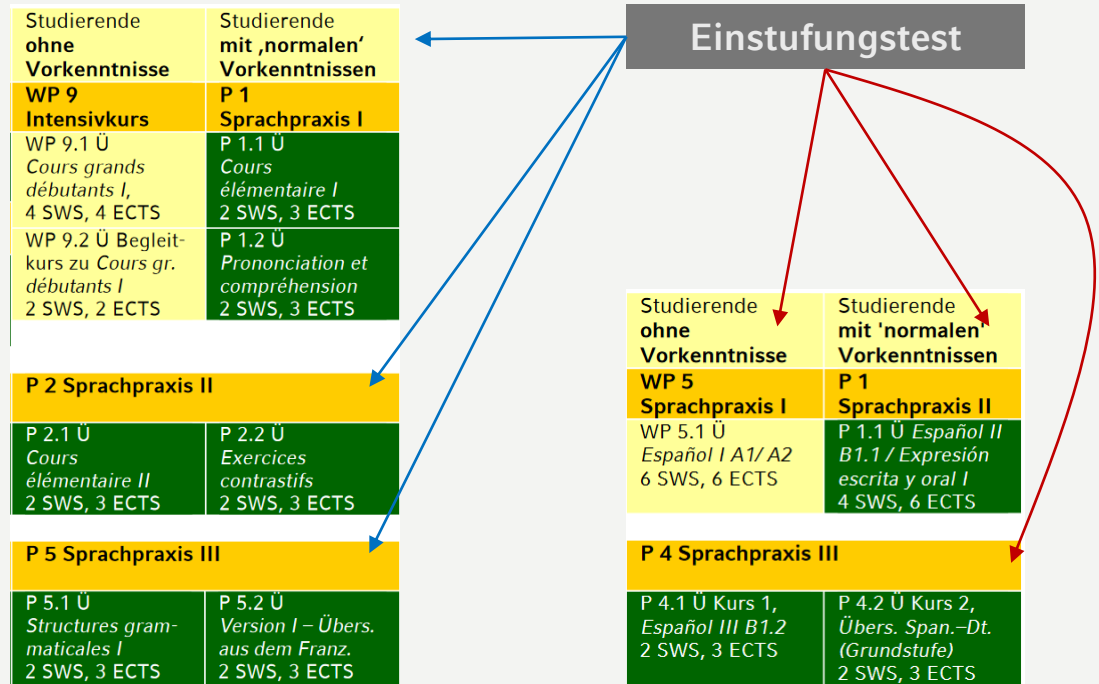 Einstufungstest
Studierende
ohne
Vorkenntnisse
Studierende
mit ‚normalen‘
Vorkenntnissen
WP 9
Intensivkurs
P 1
Sprachpraxis I
WP 9.1 Ü
Cours grands
débutants I,
4 SWS, 4 ECTS
P 1.1 Ü
Cours
élémentaire I
2 SWS, 3 ECTS
WP 9.2 Ü Begleit-
kurs zu Cours gr.
débutants I
2 SWS, 2 ECTS
P 1.2 Ü
Prononciation et
compréhension
2 SWS, 3 ECTS
P 2 Sprachpraxis II
P 2.1 Ü
Cours
élémentaire II
2 SWS, 3 ECTS
P 2.2 Ü
Exercices
contrastifs
2 SWS, 3 ECTS
P 5 Sprachpraxis III
P 5.1 Ü
Structures gram-
maticales I
2 SWS, 3 ECTS
P 5.2 Ü
Version I – Übers.
aus dem Franz.
2 SWS, 3 ECTS
Studierende
ohne
Vorkenntnisse
Studierende
mit 'normalen'
Vorkenntnissen
WP 5
Sprachpraxis I
P 1
Sprachpraxis II
WP 5.1 Ü
Español I A1/ A2
6 SWS, 6 ECTS
P 1.1 Ü Español II
B1.1 / Expresión
escrita y oral I
4 SWS, 6 ECTS
P 4 Sprachpraxis III
P 4.1 Ü Kurs 1,
Español III B1.2
2 SWS, 3 ECTS
P 4.2 Ü Kurs 2,
Übers. Span.–Dt.
(Grundstufe)
2 SWS, 3 ECTS